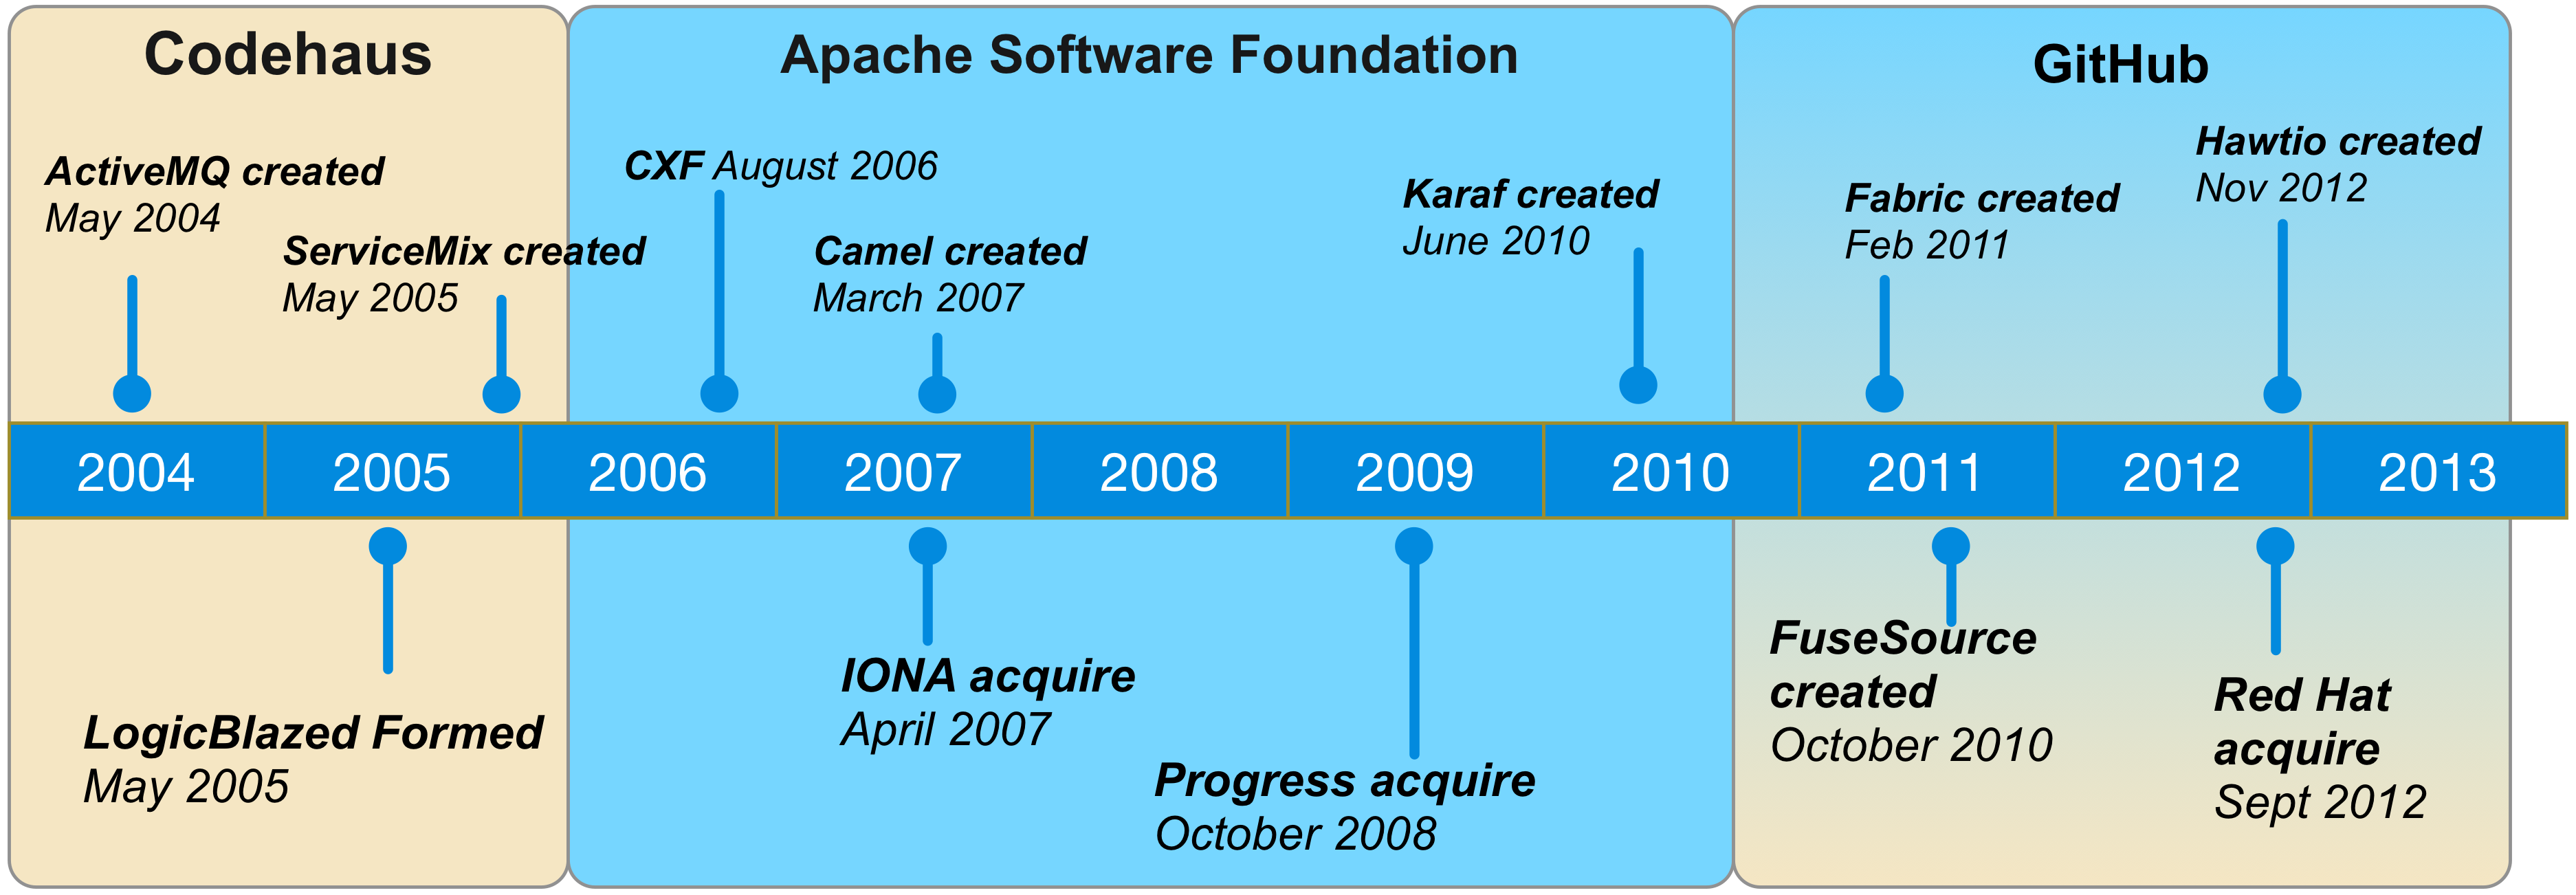 Codehaus
Apache Software Foundation
GitHub
ActiveMQ created
May 2004
ServiceMix created
May 2005
CXF August 2006
Camel created
March 2007
Karaf created
June 2010
Fabric created
Feb 2011
Hawtio created
Nov 2012
2004 2005 2006 2007 2008 2009 2010 2011 2012 2013
LogicBlazed Formed
May 2005
IONA acquire
April 2007
Progress acquire
October 2008
FuseSource
created
October 2010
Red Hat
acquire
Sept 2012